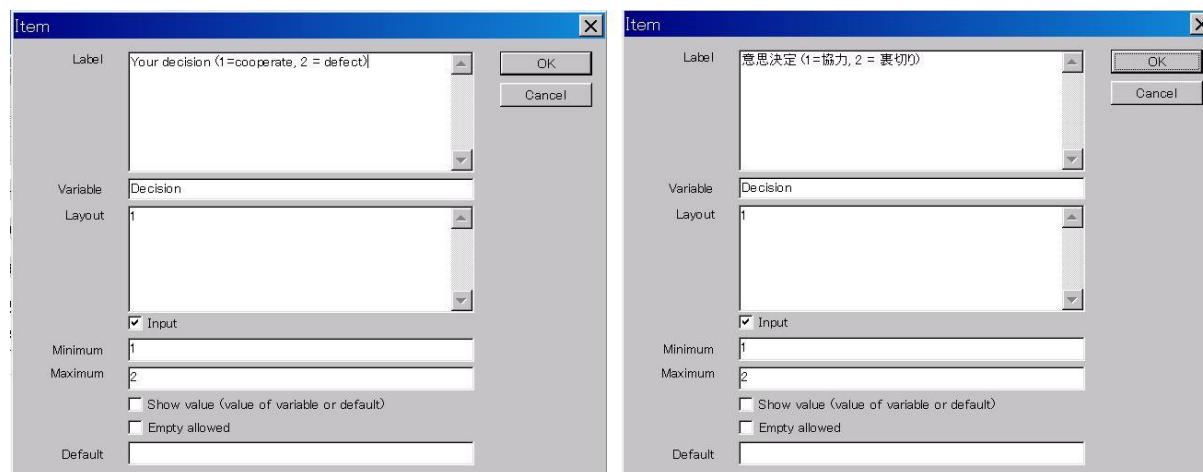 Item
Label
Your decision (1=cooperate, 2 = defect)
OK
Cancel
Variable
Decision
Layout
1
Input
Minimum
1
Maximum
2
Show value (value of variable or default)
Empty allowed
Default
Item
Label
意思決定 (1=協力, 2 = 裏切り)
OK
Cancel
Variable
Decision
Layout
1
Input
Minimum
1
Maximum
2
Show value (value of variable or default)
Empty allowed
Default